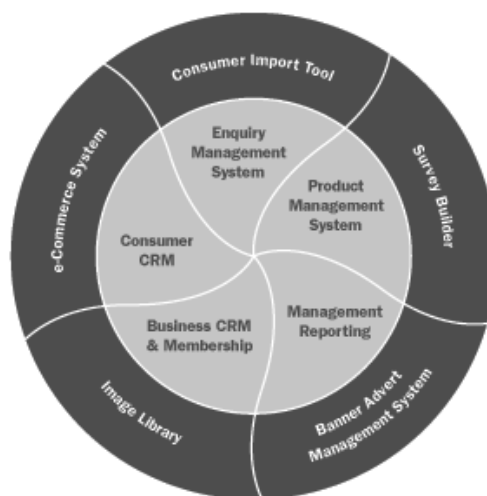 Consumer Import Tool
Survey Builder
Banner Advert
Management System
Image Library
e-Commerce System
Enquiry
Management
System
Product
Management
System
Management
Reporting
Business CRM
& Membership
Consumer
CRM